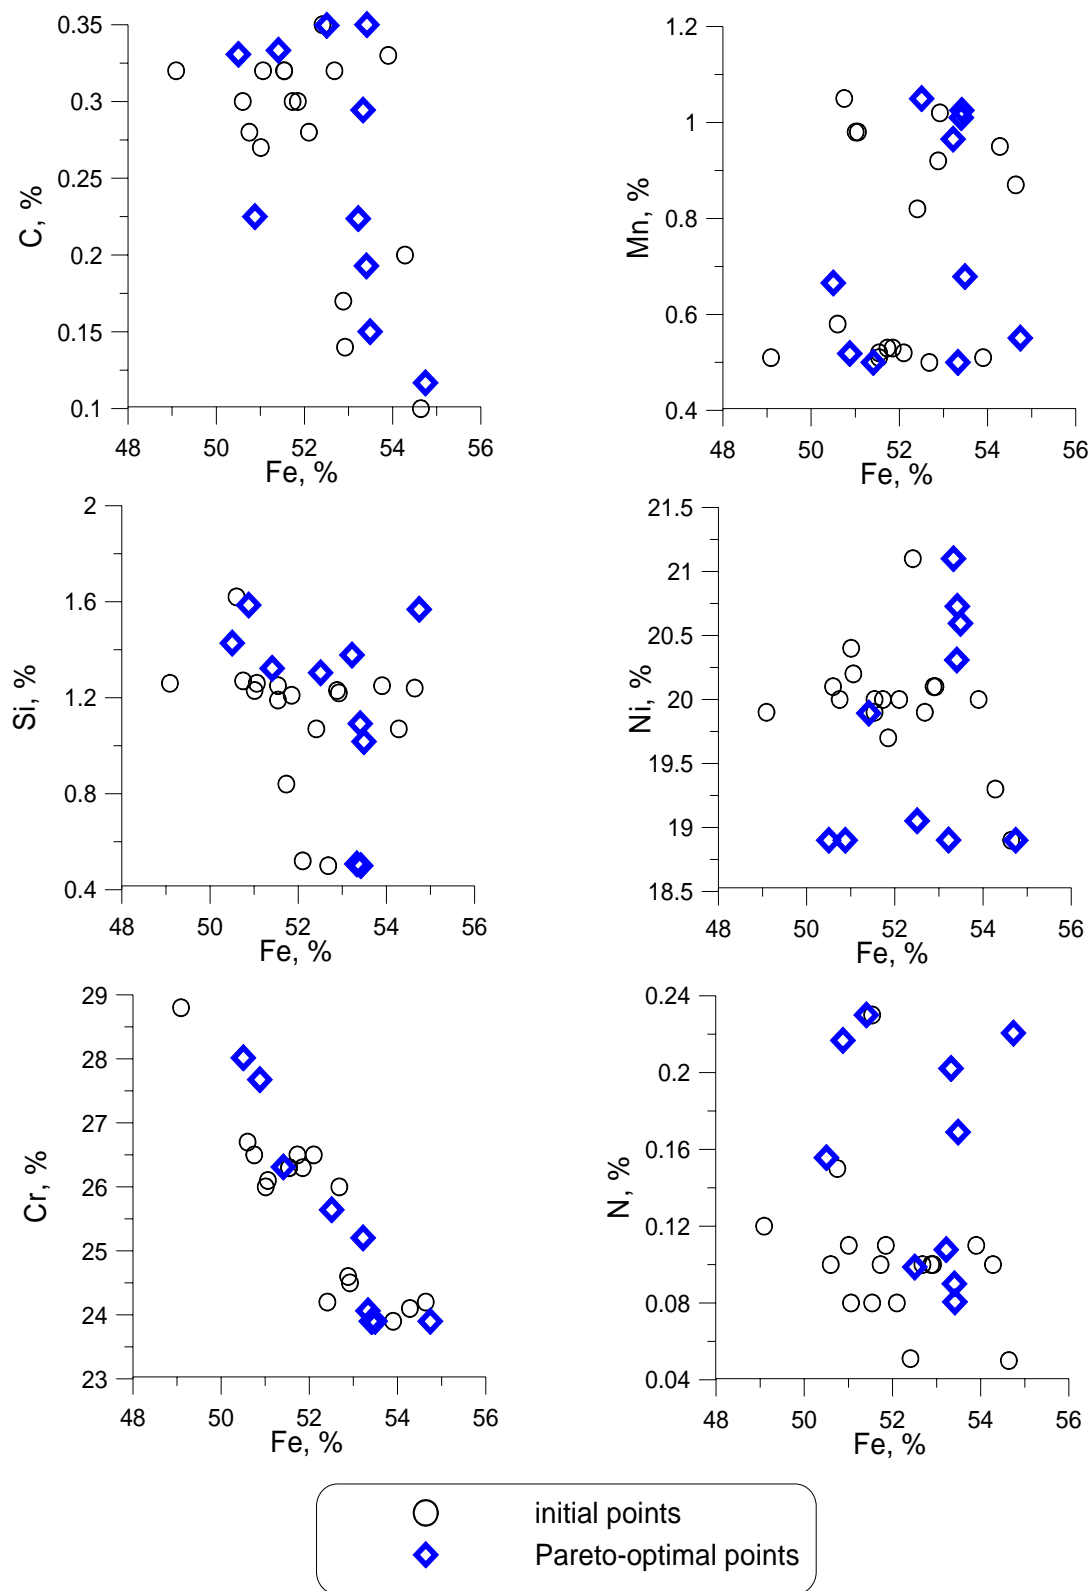 0.35
0.3
0.25
0.2
0.15
0.1
C, %
48 50 52 54 56
Fe, %
1.2
1
0.8
0.6
0.4
Mn, %
48 50 52 54 56
Fe, %
2
1.6
1.2
0.8
0.4
Si, %
48 50 52 54 56
Fe, %
21.5
21
20.5
20
19.5
19
18.5
Ni, %
48 50 52 54 56
Fe, %
29
28
27
26
25
24
23
Cr, %
48 50 52 54 56
Fe, %
0.24
0.2
0.16
0.12
0.08
0.04
N, %
48 50 52 54 56
Fe, %
initial points
Pareto-optimal points